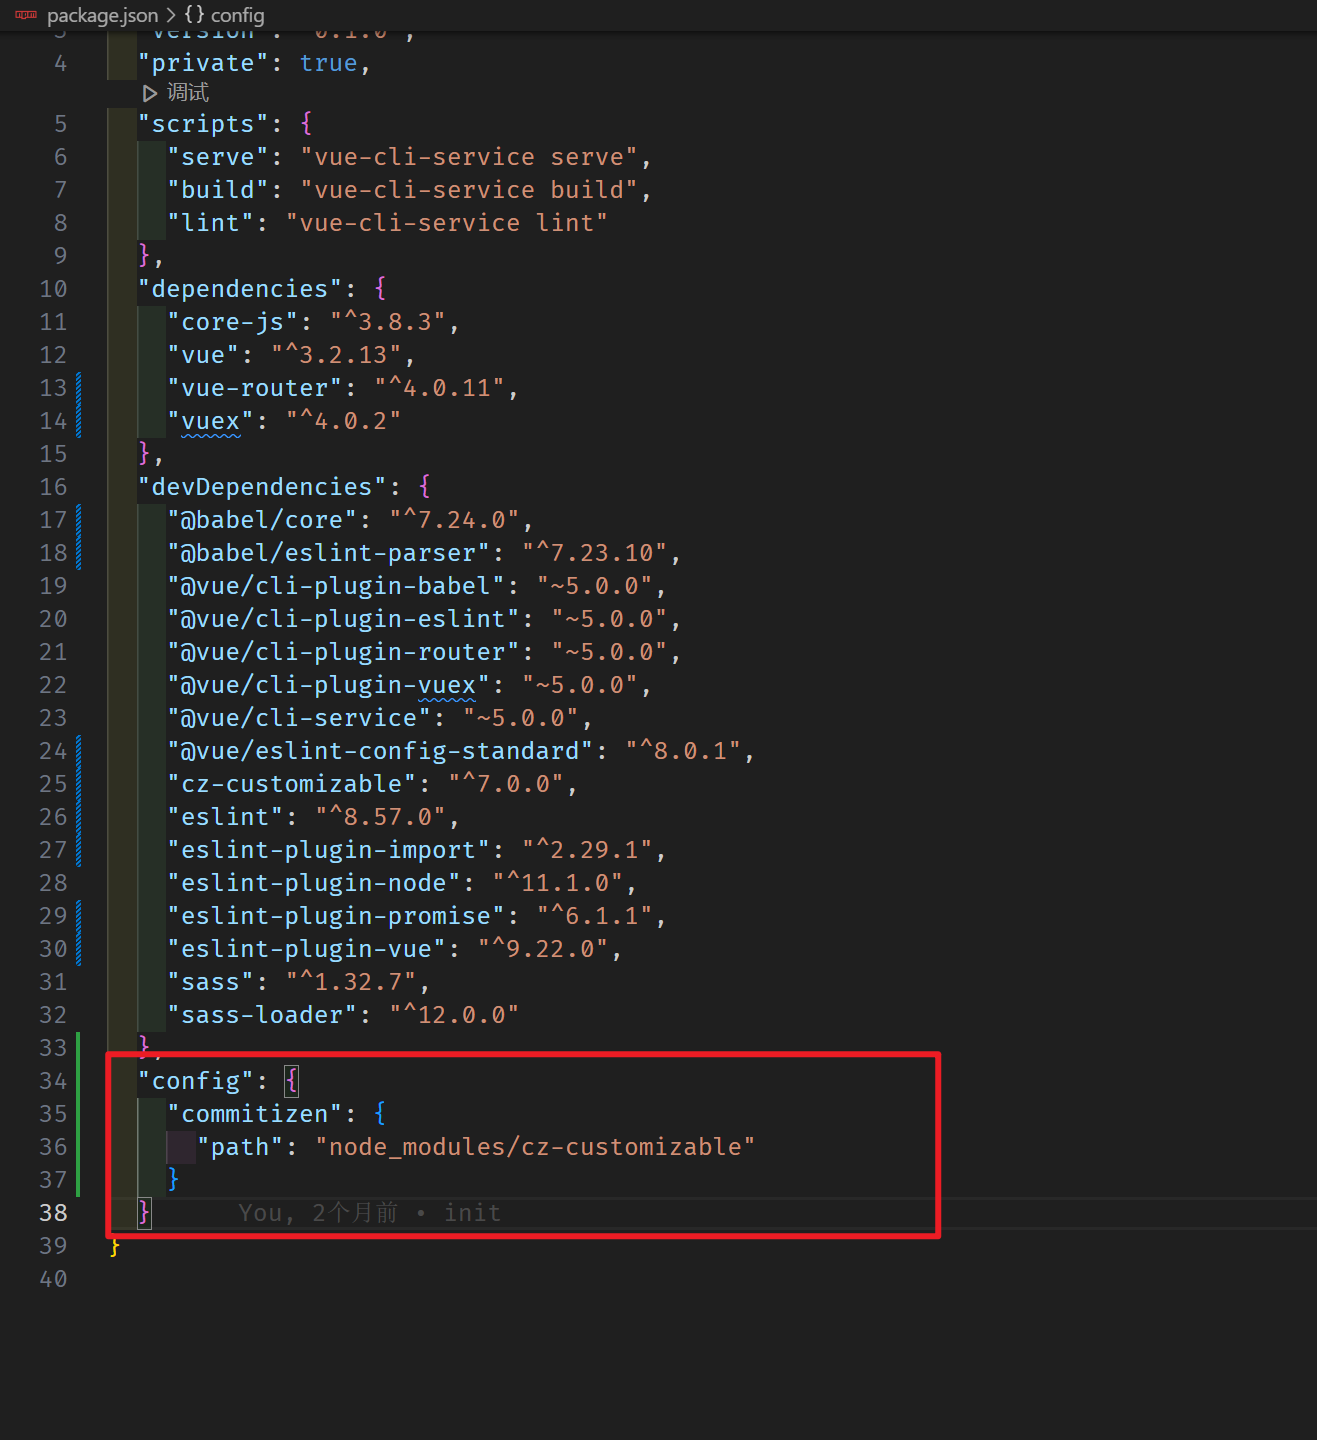 package.json > {} config
3 "version": "0.1.0",
4 "private": true,
调试
5 "scripts": {
6 "serve": "vue-cli-service serve",
7 "build": "vue-cli-service build",
8 "lint": "vue-cli-service lint"
9 },
10 "dependencies": {
11 "core-js": "^3.8.3",
12 "vue": "^3.2.13",
13 "vue-router": "^4.0.11",
14 "vuex": "^4.0.2"
15 },
16 "devDependencies": {
17 "@babel/core": "^7.24.0",
18 "@babel/eslint-parser": "^7.23.10",
19 "@vue/cli-plugin-babel": "~5.0.0",
20 "@vue/cli-plugin-eslint": "~5.0.0",
21 "@vue/cli-plugin-router": "~5.0.0",
22 "@vue/cli-plugin-vuex": "~5.0.0",
23 "@vue/cli-service": "~5.0.0",
24 "@vue/eslint-config-standard": "^8.0.1",
25 "cz-customizable": "^7.0.0",
26 "eslint": "^8.57.0",
27 "eslint-plugin-import": "^2.29.1",
28 "eslint-plugin-node": "^11.1.0",
29 "eslint-plugin-promise": "^6.1.1",
30 "eslint-plugin-vue": "^9.22.0",
31 "sass": "^1.32.7",
32 "sass-loader": "^12.0.0"
33 },
34 "config": {
35 "commitizen": {
36 "path": "node_modules/cz-customizable"
37 }
38 } You, 2个月前 • init
39 }
40